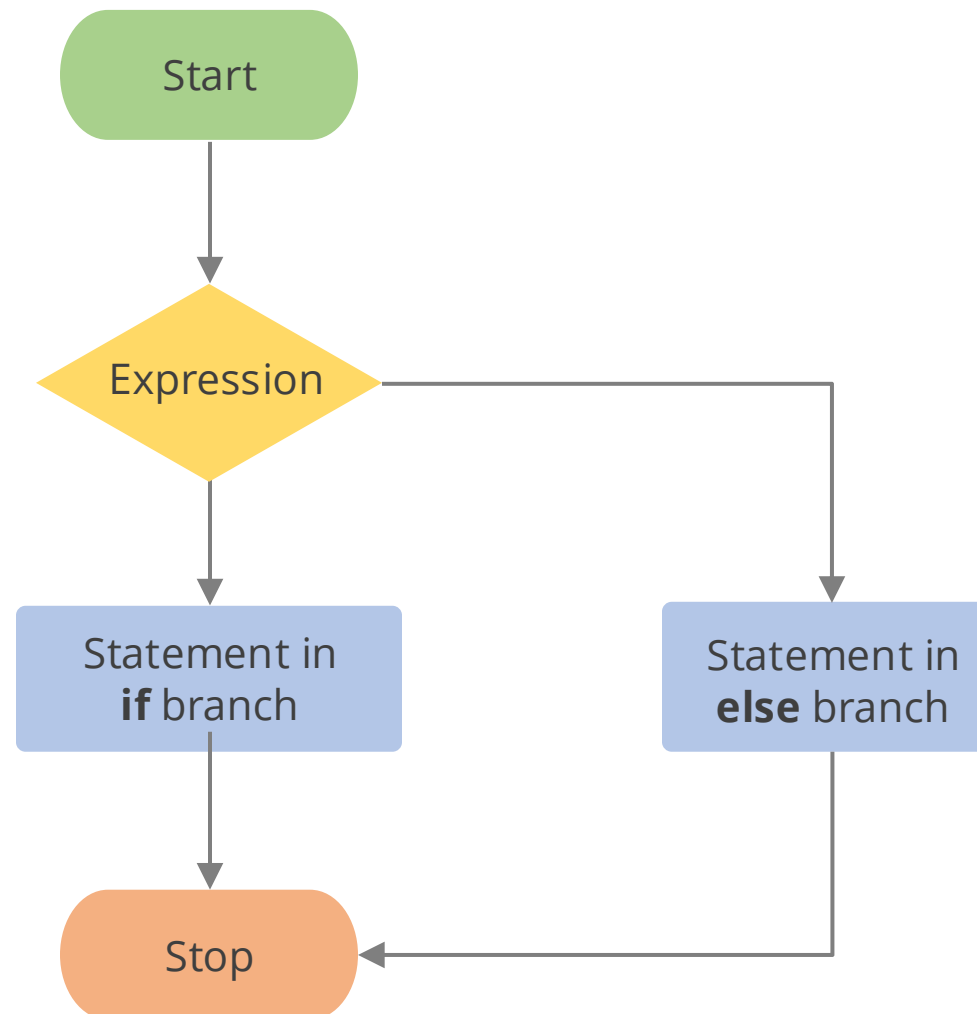 Start
Expression
Statement in
if branch
Statement in
else branch
Stop